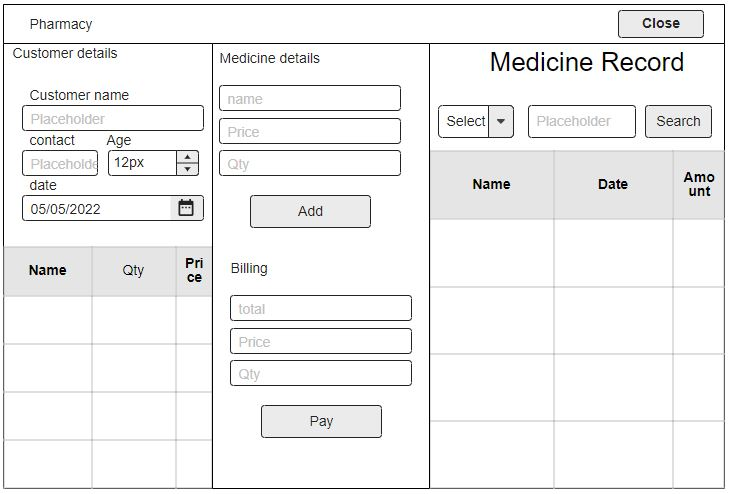 Pharmacy
Close
Customer details
Customer name
Placeholder
contact
Age
Placeholde
12px
date
05/05/2022
Name
Qty
Pri
ce
Medicine details
name
Price
Qty
Add
Billing
total
Price
Qty
Pay
Medicine Record
Select
Placeholder
Search
Name
Date
Amo
unt